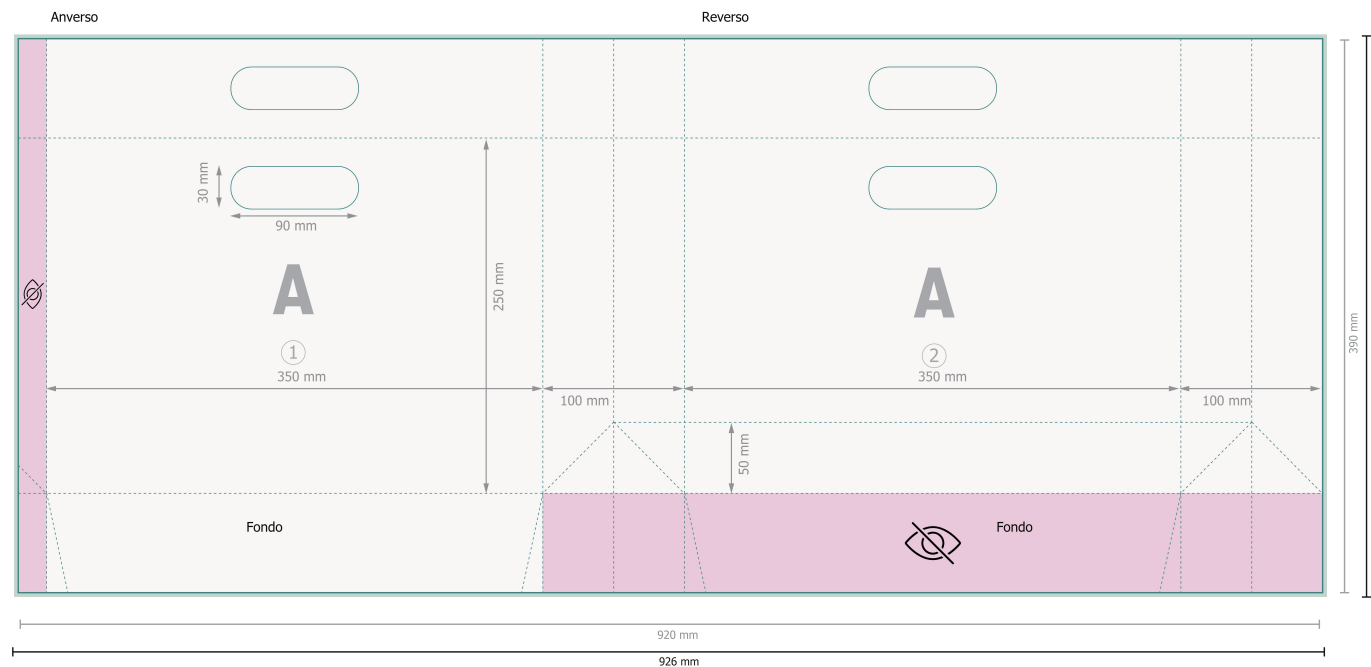 Anverso
Reverso
30 mm
90 mm
250 mm
A
A
1
2
350 mm
350 mm
100 mm
100 mm
390 mm
50 mm
Fondo
Fondo
920 mm
926 mm